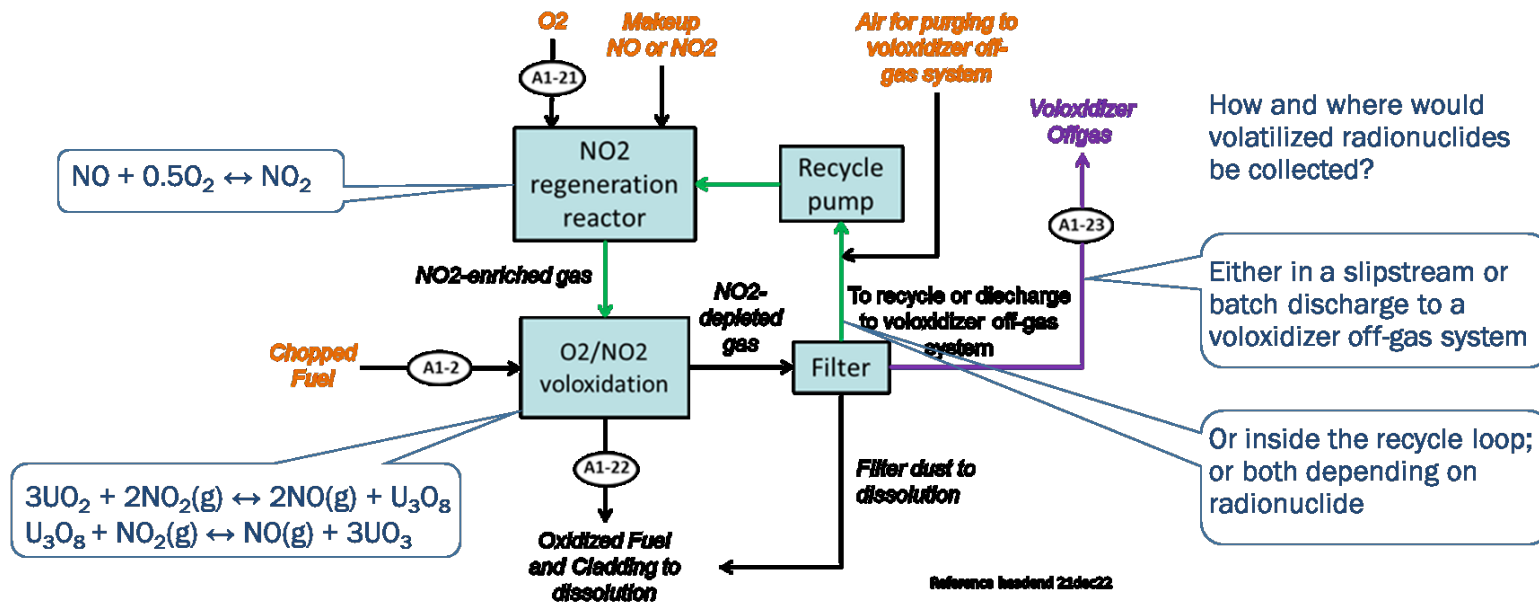 O2
Makeup
NO or NO2
Air for purging to
voloxidizer off-
gas system
A1-21
Voloxidizer
Offgas
How and where would
volatilized radionuclides
be collected?
NO + 0.5O₂ ↔ NO₂
NO2
regeneration
reactor
Recycle
pump
A1-23
NO2-enriched gas
NO2-
depleted
gas
To recycle or discharge
to voloxidizer off-gas
system
Either in a slipstream or
batch discharge to a
voloxidizer off-gas system
Chopped
Fuel
A1-2
O2/NO2
voloxidation
Filter
Or inside the recycle loop;
or both depending on
radionuclide
A1-22
Filter dust to
dissolution
3UO₂ + 2NO₂(g) ↔ 2NO(g) + U₃O₈
U₃O₈ + NO₂(g) ↔ NO(g) + 3UO₃
Oxidized Fuel
and Cladding to
dissolution
Reference headend 21dec22